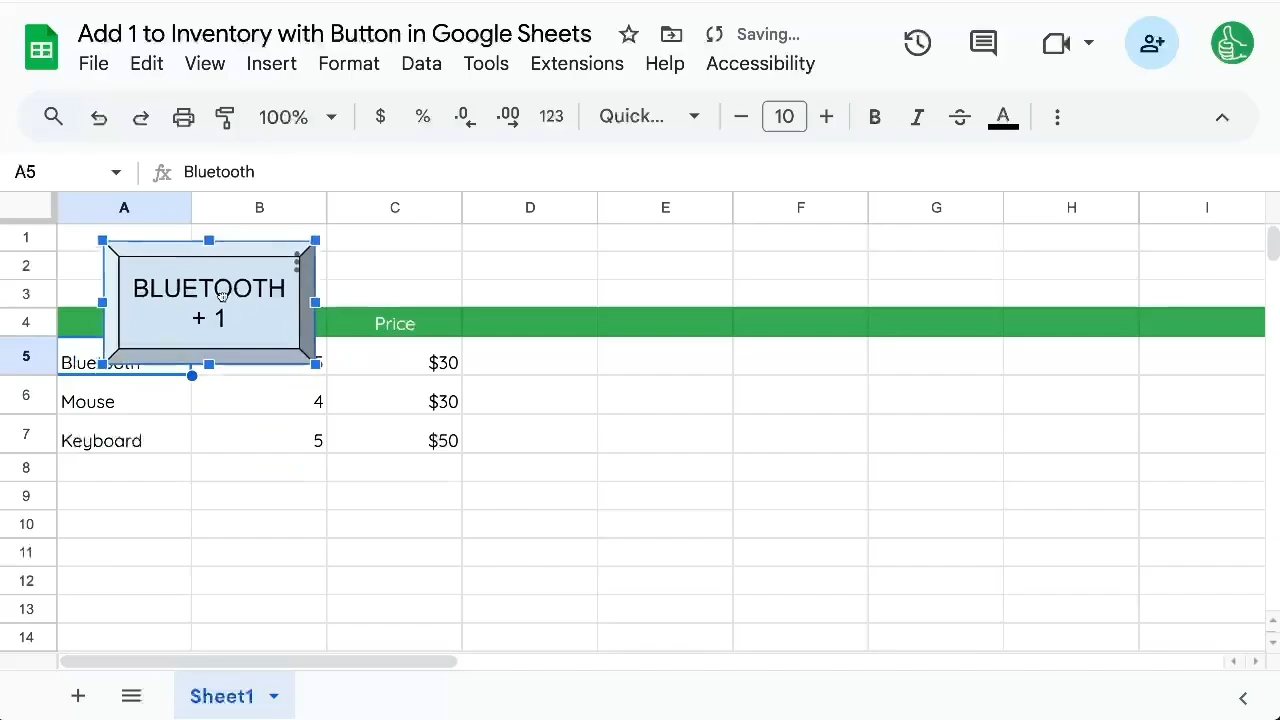 Add 1 to Inventory with Button in Google Sheets Saving...
File Edit View Insert Format Data Tools Extensions Help Accessibility
100% $ % .0 .00 123 Quick... 10 B I S A
A5 fx Bluetooth
A B C D E F G H I
1
2
3
BLUETOOTH
+ 1
4 Price
5 $30
6 Mouse 4 $30
7 Keyboard 5 $50
8
9
10
11
12
13
14
Sheet1